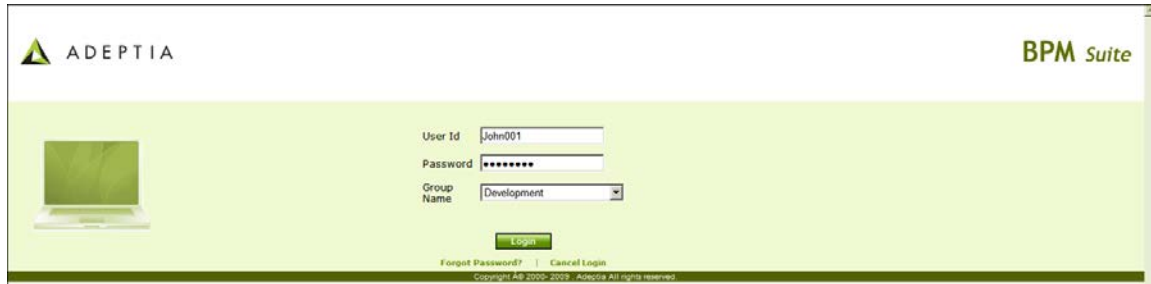 ADEPTIA
BPM Suite
User Id John001
Password ••••••••
Group
Name Development
Login
Forgot Password? | Cancel Login
Copyright Â® 2000- 2009 . Adeptia All rights reserved.